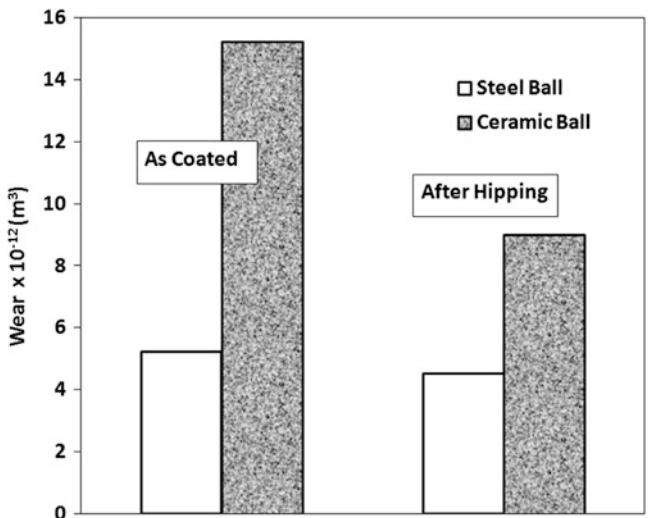 16
14
12
10
8
6
4
2
0
Wear x 10⁻¹² (m³)
As Coated
After Hipping
Steel Ball
Ceramic Ball